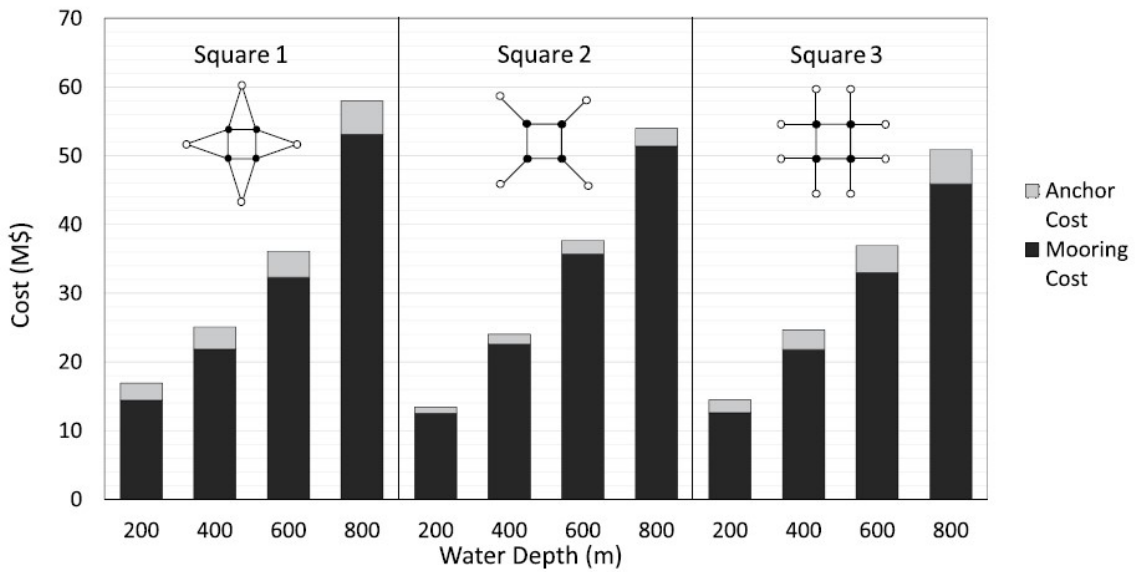 70
60
50
40
30
20
10
0
Cost (M$)
Square 1
Square 2
Square 3
200 400 600 800 200 400 600 800 200 400 600 800
Water Depth (m)
Anchor
Cost
Mooring
Cost